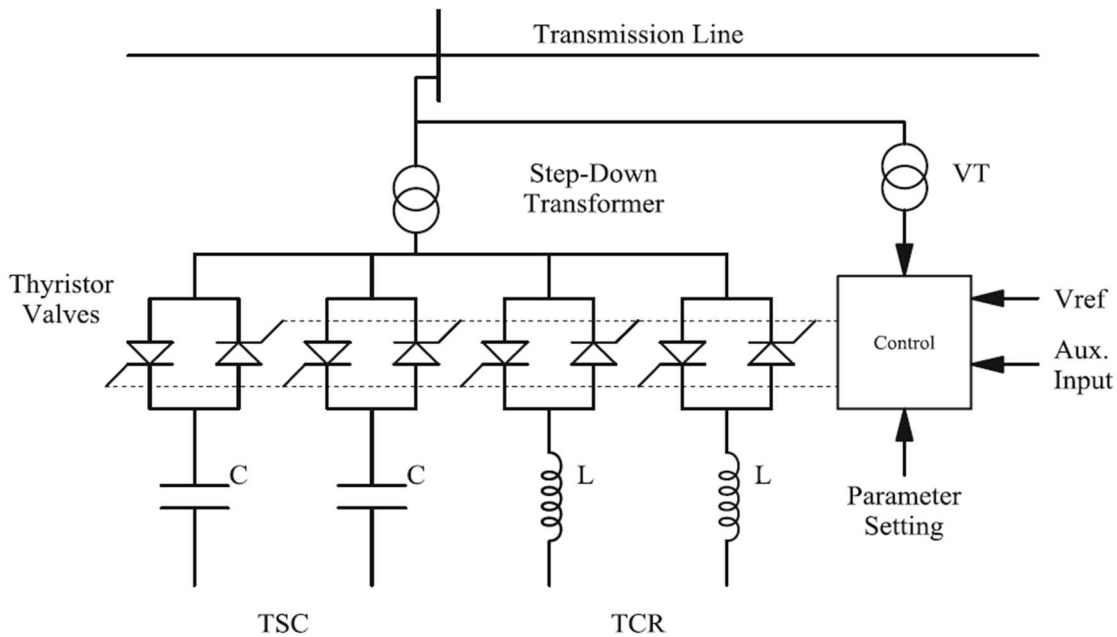 Transmission Line
Step-Down
Transformer
VT
Thyristor
Valves
Vref
Control
Aux.
Input
C
C
L
L
Parameter
Setting
TSC
TCR